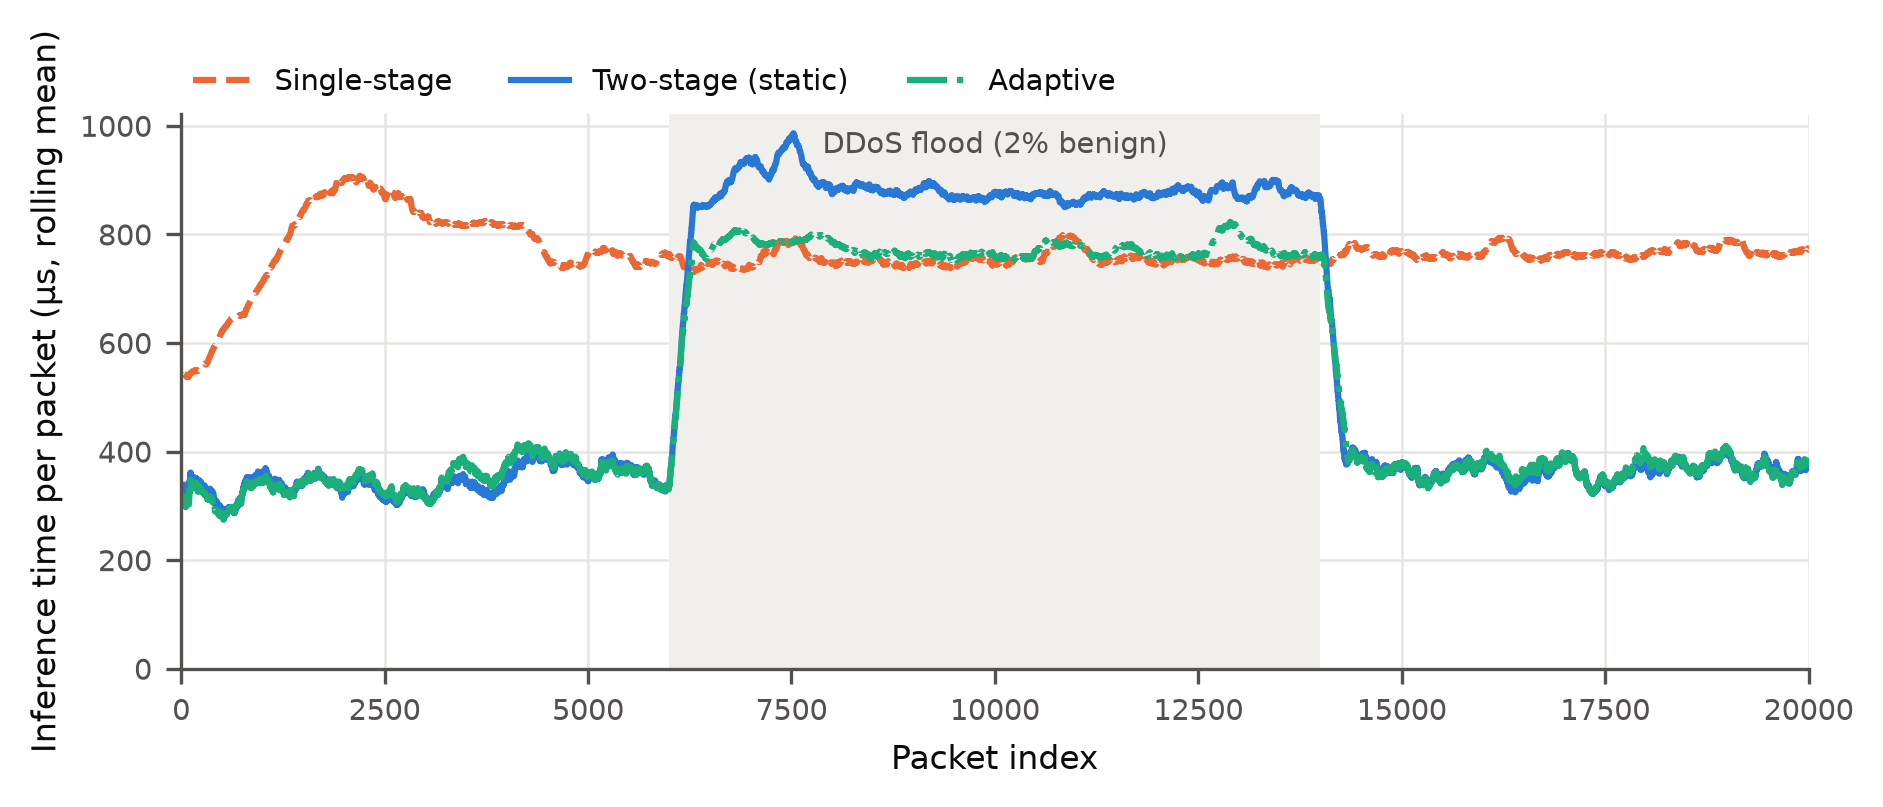 Single-stage
Two-stage (static)
Adaptive
Inference time per packet (µs, rolling mean)
1000
800
600
400
200
0
DDoS flood (2% benign)
0
2500
5000
7500
10000
12500
15000
17500
20000
Packet index